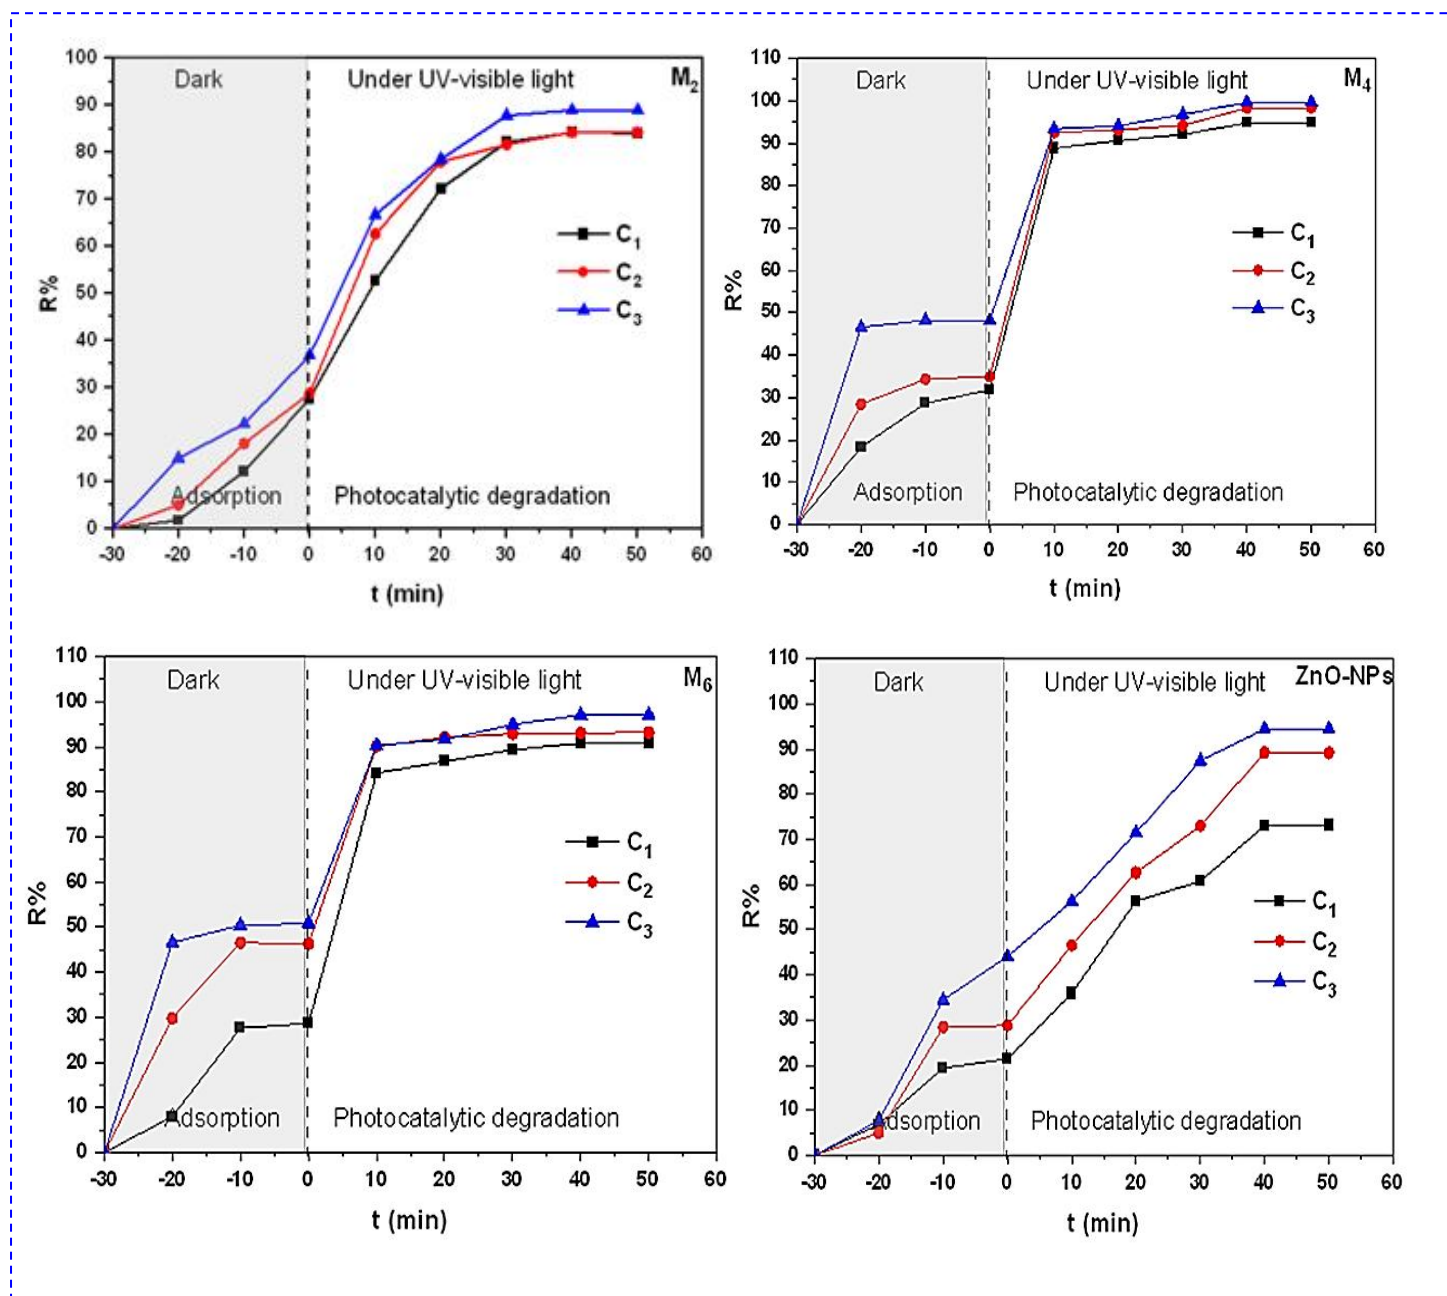 Dark
Under UV-visible light
M2
100
90
80
70
60
50
40
30
20
10
0
R%
C1
C2
C3
Adsorption
Photocatalytic degradation
-30 -20 -10 0 10 20 30 40 50 60
t (min)
Dark
Under UV-visible light
M4
110
100
90
80
70
60
50
40
30
20
10
0
R%
C1
C2
C3
Adsorption
Photocatalytic degradation
-30 -20 -10 0 10 20 30 40 50 60
t (min)
Dark
Under UV-visible light
M6
110
100
90
80
70
60
50
40
30
20
10
0
R%
C1
C2
C3
Adsorption
Photocatalytic degradation
-30 -20 -10 0 10 20 30 40 50 60
t (min)
Dark
Under UV-visible light
ZnO-NPs
110
100
90
80
70
60
50
40
30
20
10
0
R%
C1
C2
C3
Adsorption
Photocatalytic degradation
-30 -20 -10 0 10 20 30 40 50 60
t (min)